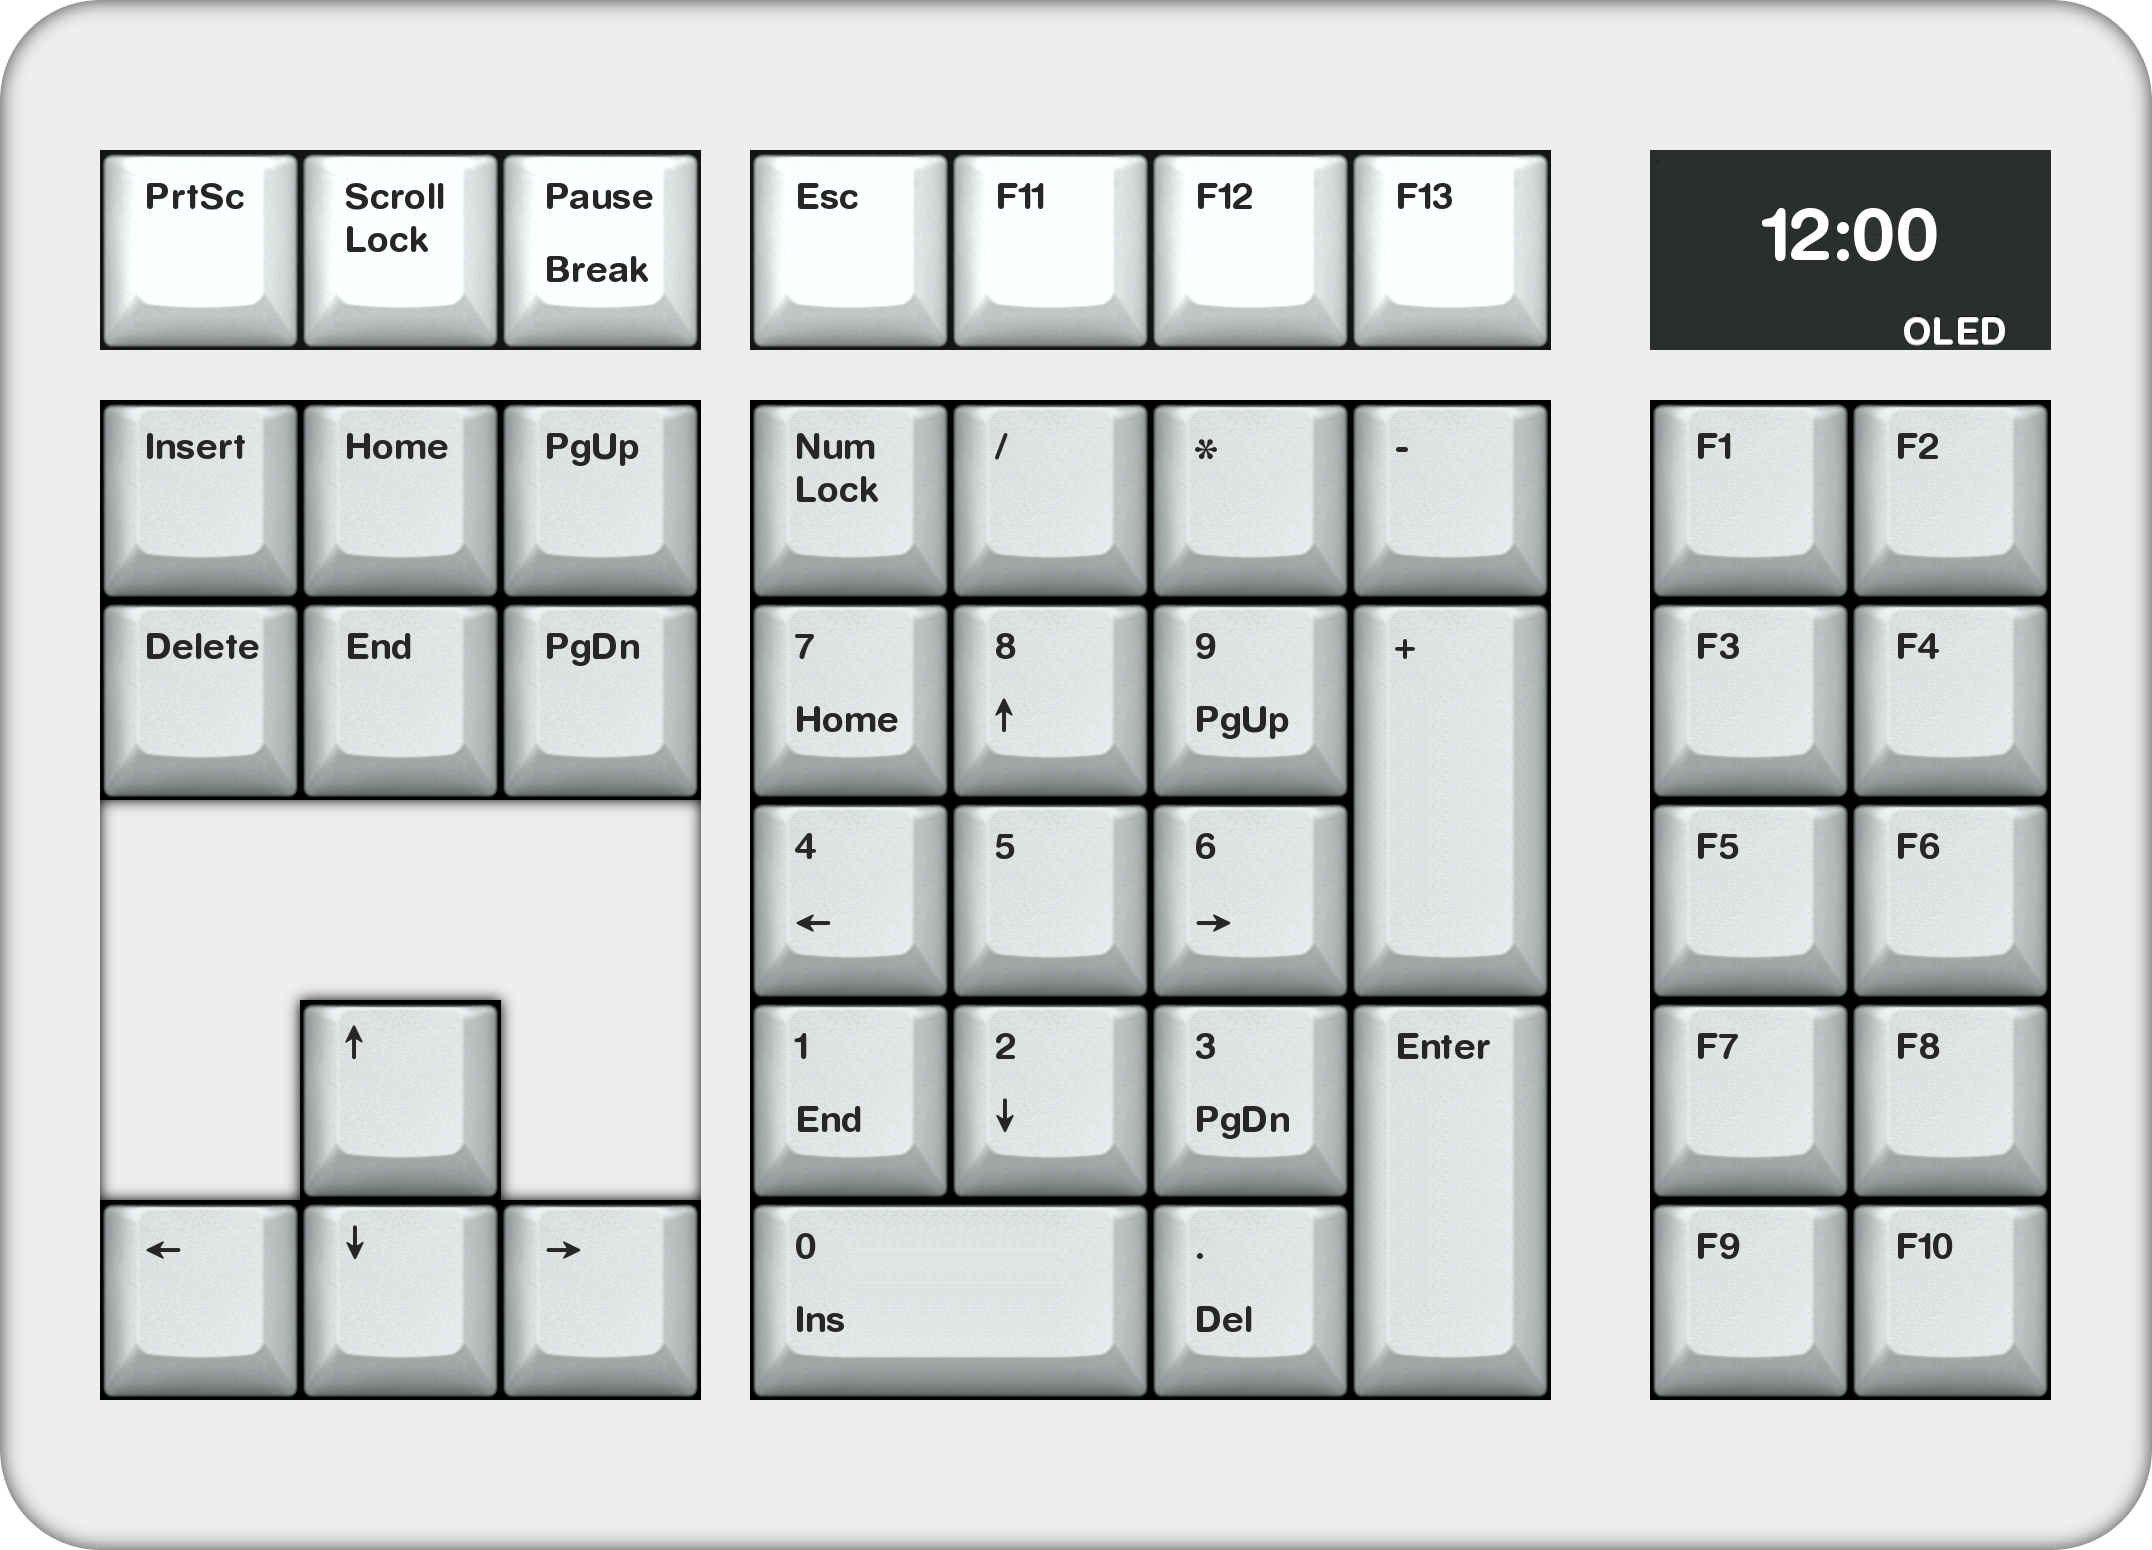 PrtSc
Scroll
Lock
Pause
Break
Esc
F11
F12
F13
12:00
OLED
Insert
Home
PgUp
Delete
End
PgDn
↑
←
↓
→
Num
Lock
/
*
-
7
Home
8
↑
9
PgUp
+
4
←
5
6
→
1
End
2
↓
3
PgDn
Enter
0
Ins
.
Del
F1
F2
F3
F4
F5
F6
F7
F8
F9
F10